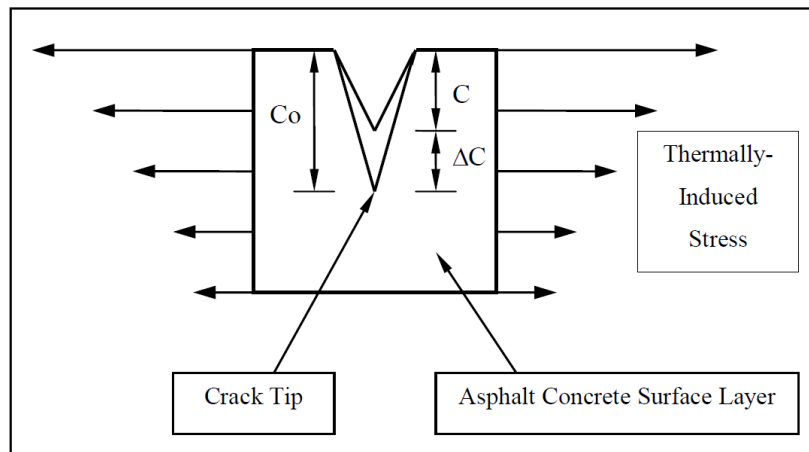 Co
C
ΔC
Thermally-
Induced
Stress
Crack Tip
Asphalt Concrete Surface Layer